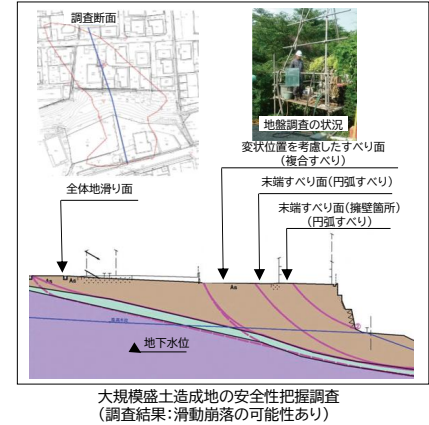 調査断面
地盤調査の状況
変状位置を考慮したすべり面
(複合すべり)
全体地滑り面
末端すべり面(円弧すべり)
末端すべり面(擁壁箇所)
(円弧すべり)
地下水位
大規模盛土造成地の安全性把握調査
(調査結果:滑動崩落の可能性あり)